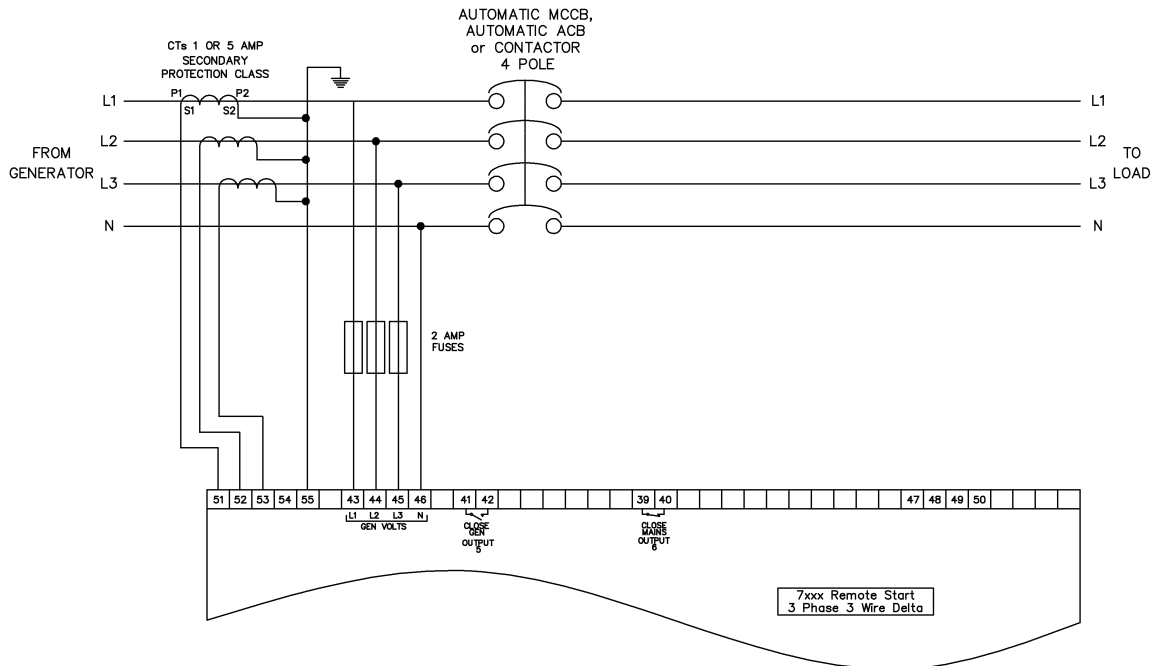 AUTOMATIC MCCB,
AUTOMATIC ACB
or CONTACTOR
4 POLE
CTs 1 OR 5 AMP
SECONDARY
PROTECTION CLASS
P1 P2
S1 S2
L1 L1
L2 L2
L3 L3
N N
FROM
GENERATOR
TO
LOAD
2 AMP
FUSES
51 52 53 54 55 43 44 45 46 41 42 39 40 47 48 49 50
L1 L2 L3 N
GEN VOLTS
CLOSE
GEN
OUTPUT
5
CLOSE
MAINS
OUTPUT
6
7xxx Remote Start
3 Phase 3 Wire Delta